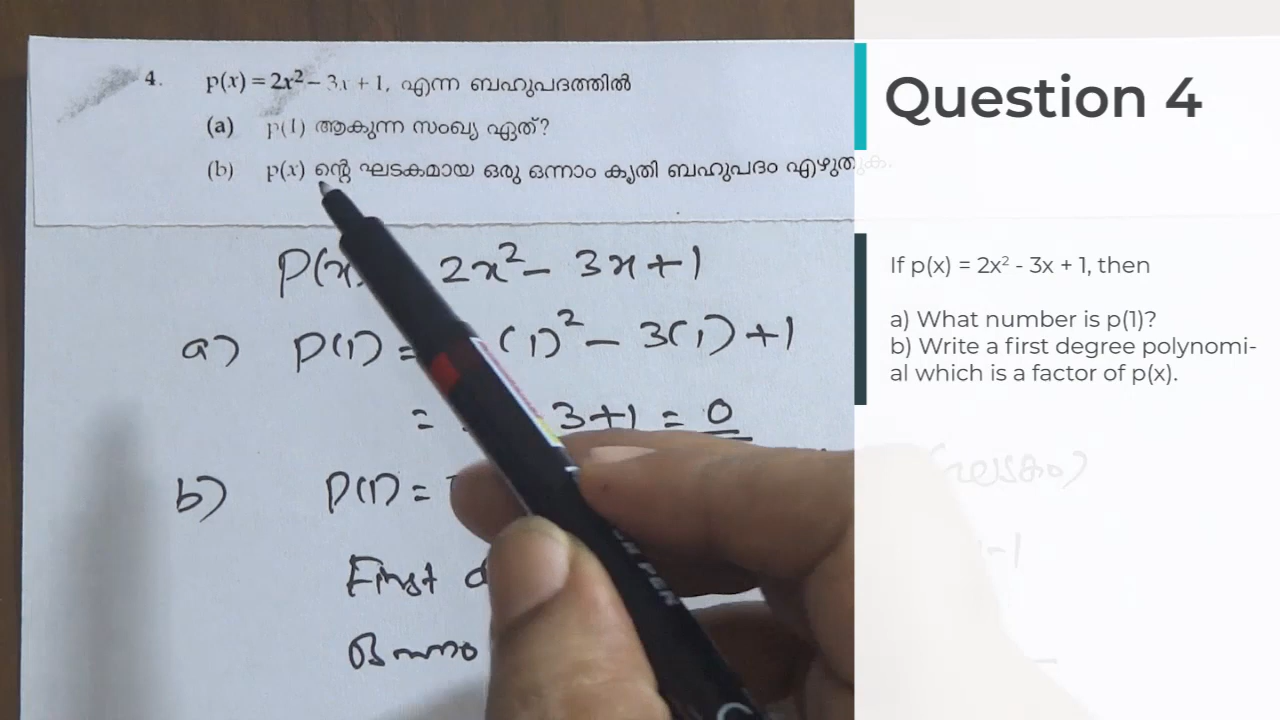 4. p(x) = 2x² – 3x + 1, എന്ന ബഹുപദത്തിൽ
(a) p(1) ആകുന്ന സംഖ്യ ഏത്?
(b) p(x) ന്റെ ഘടകമായ ഒരു ഒന്നാം കൃതി ബഹുപദം എഴുതുക.
P(x) 2x² – 3x + 1
a) P(1) = (1)² – 3(1) + 1
= 3+1 = 0
b) P(1) =
First
ഒന്നാം
Question 4
If p(x) = 2x² - 3x + 1, then
a) What number is p(1)?
b) Write a first degree polynomi-
al which is a factor of p(x).